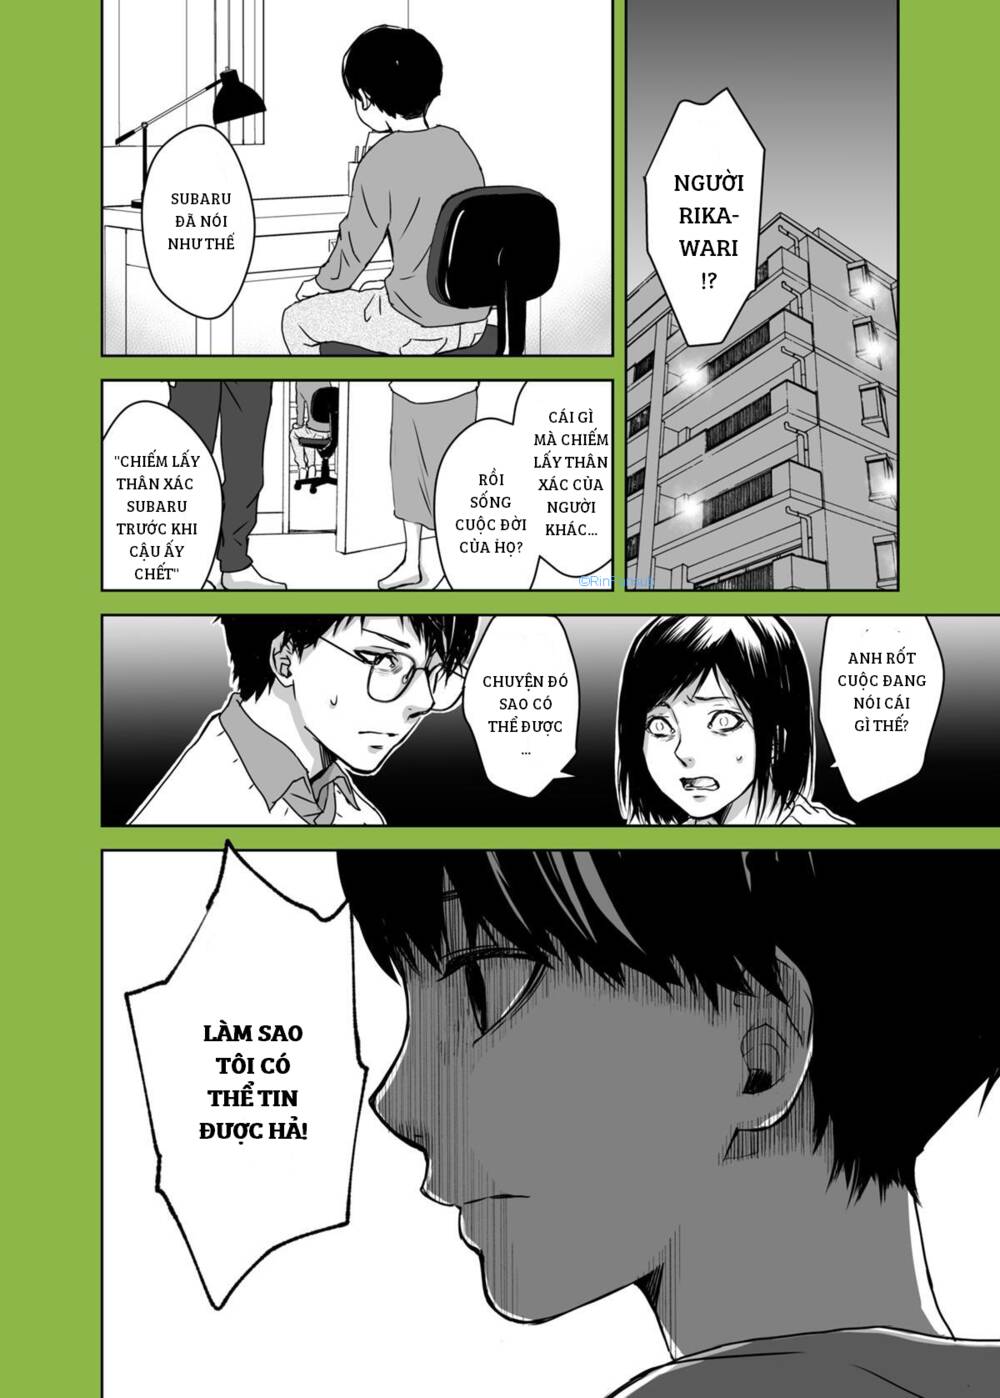 NGƯỜI
RIKA-
WARI
!?
SUBARU
ĐÃ NÓI
NHƯ THẾ
CÁI GÌ
MÀ CHIẾM
LẤY THÂN
XÁC CỦA
NGƯỜI
KHÁC...
RỒI
SỐNG
CUỘC ĐỜI
CỦA HỌ?
"CHIẾM LẤY
THÂN XÁC
SUBARU
TRƯỚC KHI
CẬU ẤY
CHẾT"
ANH RỐT
CUỘC ĐANG
NÓI CÁI
GÌ THẾ?
CHUYỆN ĐÓ
SAO CÓ
THỂ ĐƯỢC
...
LÀM SAO
TÔI CÓ
THỂ TIN
ĐƯỢC HẢ!